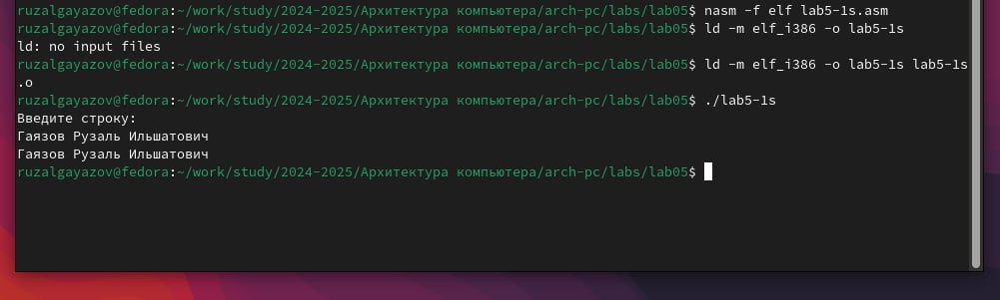 ruzalgayazov@fedora:~/work/study/2024-2025/Архитектура компьютера/arch-pc/labs/lab05$ nasm -f elf lab5-1s.asm
ruzalgayazov@fedora:~/work/study/2024-2025/Архитектура компьютера/arch-pc/labs/lab05$ ld -m elf_i386 -o lab5-1s
ld: no input files
ruzalgayazov@fedora:~/work/study/2024-2025/Архитектура компьютера/arch-pc/labs/lab05$ ld -m elf_i386 -o lab5-1s lab5-1s
.o
ruzalgayazov@fedora:~/work/study/2024-2025/Архитектура компьютера/arch-pc/labs/lab05$ ./lab5-1s
Введите строку:
Гаязов Рузаль Ильшатович
Гаязов Рузаль Ильшатович
ruzalgayazov@fedora:~/work/study/2024-2025/Архитектура компьютера/arch-pc/labs/lab05$